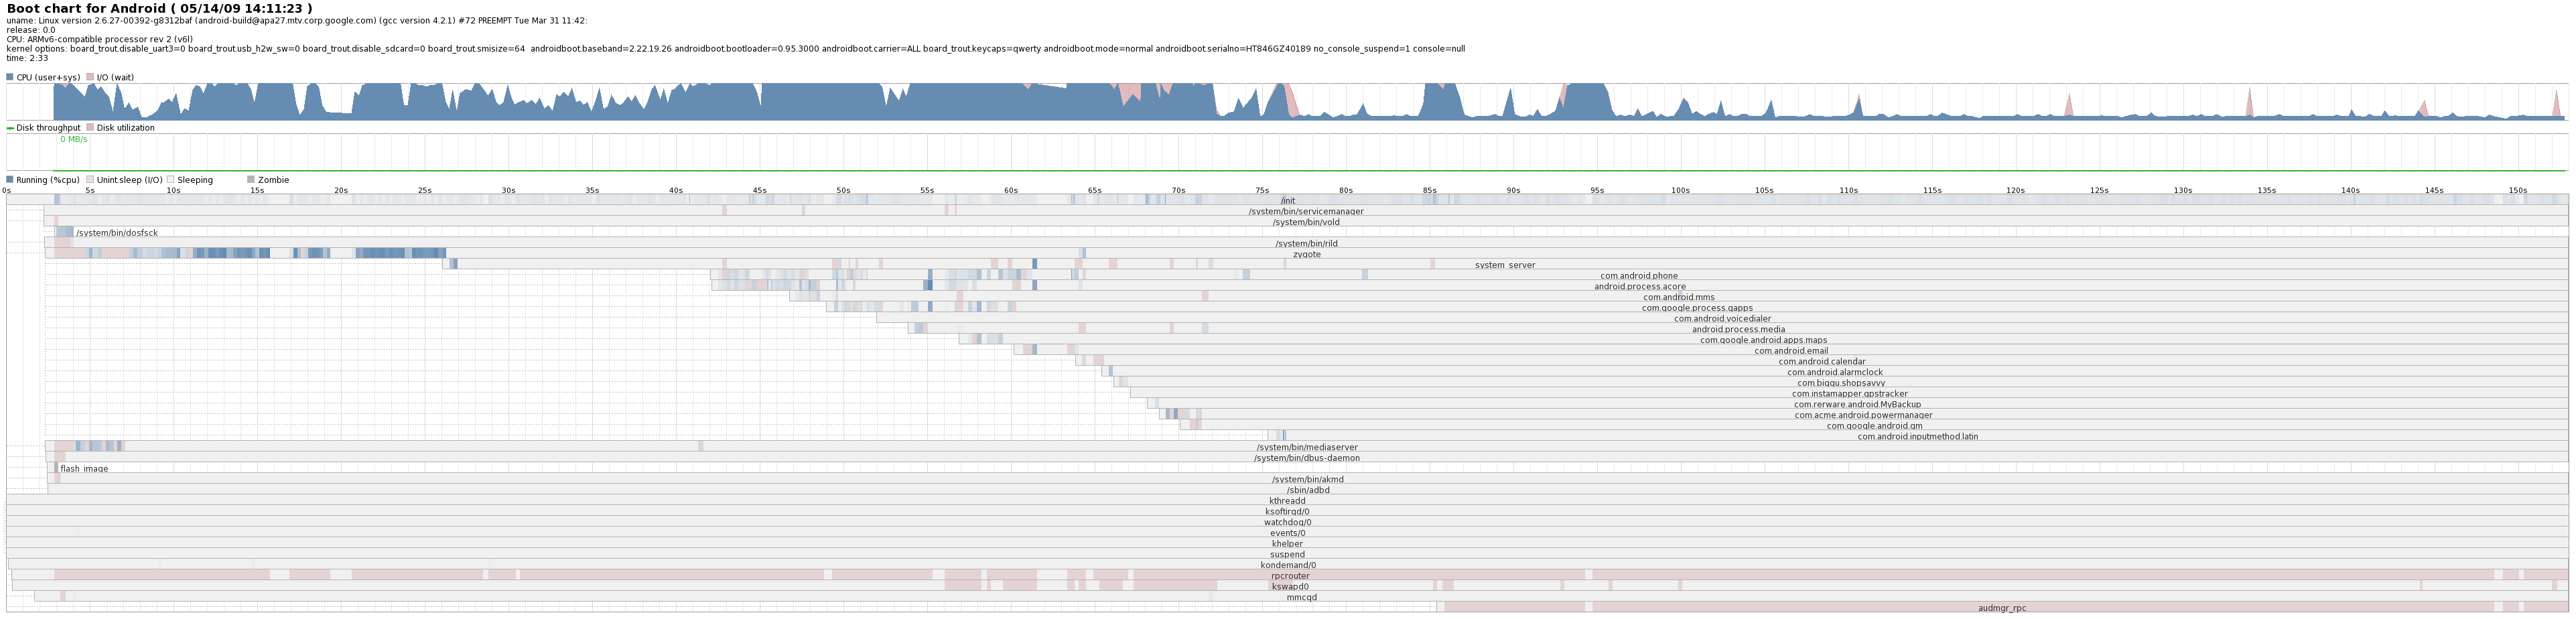 Boot chart for Android ( 05/14/09 14:11:23 )
uname: Linux version 2.6.27-00392-g8312baf (android-build@apa27.mtv.corp.google.com) (gcc version 4.2.1) #72 PREEMPT Tue Mar 31 11:42:
release: 0.0
CPU: ARMv6-compatible processor rev 2 (v6l)
kernel options: board_trout.disable_uart3=0 board_trout.usb_h2w_sw=0 board_trout.disable_sdcard=0 board_trout.smisize=64  androidboot.baseband=2.22.19.26 androidboot.bootloader=0.95.3000 androidboot.carrier=ALL board_trout.keycaps=qwerty androidboot.mode=normal androidboot.serialno=HT846GZ40189 no_console_suspend=1 console=null
time: 2:33
CPU (user+sys) I/O (wait)
Disk throughput Disk utilization
0 MB/s
Running (%cpu) Unint.sleep (I/O) Sleeping Zombie
0s 5s 10s 15s 20s 25s 30s 35s 40s 45s 50s 55s 60s 65s 70s 75s 80s 85s 90s 95s 100s 105s 110s 115s 120s 125s 130s 135s 140s 145s 150s
/init
/system/bin/servicemanager
/system/bin/vold
/system/bin/dosfsck
/system/bin/rild
zygote
system_server
com.android.phone
android.process.acore
com.android.mms
com.google.process.gapps
com.android.voicedialer
android.process.media
com.google.android.apps.maps
com.android.email
com.android.calendar
com.android.alarmclock
com.biggu.shopsavvy
com.instamapper.gpstracker
com.rerware.android.MyBackup
com.acme.android.powermanager
com.google.android.gm
com.android.inputmethod.latin
/system/bin/mediaserver
/system/bin/dbus-daemon
flash_image
/system/bin/akmd
/sbin/adbd
kthreadd
ksoftirqd/0
watchdog/0
events/0
khelper
suspend
kondemand/0
rpcrouter
kswapd0
mmcqd
audmgr_rpc